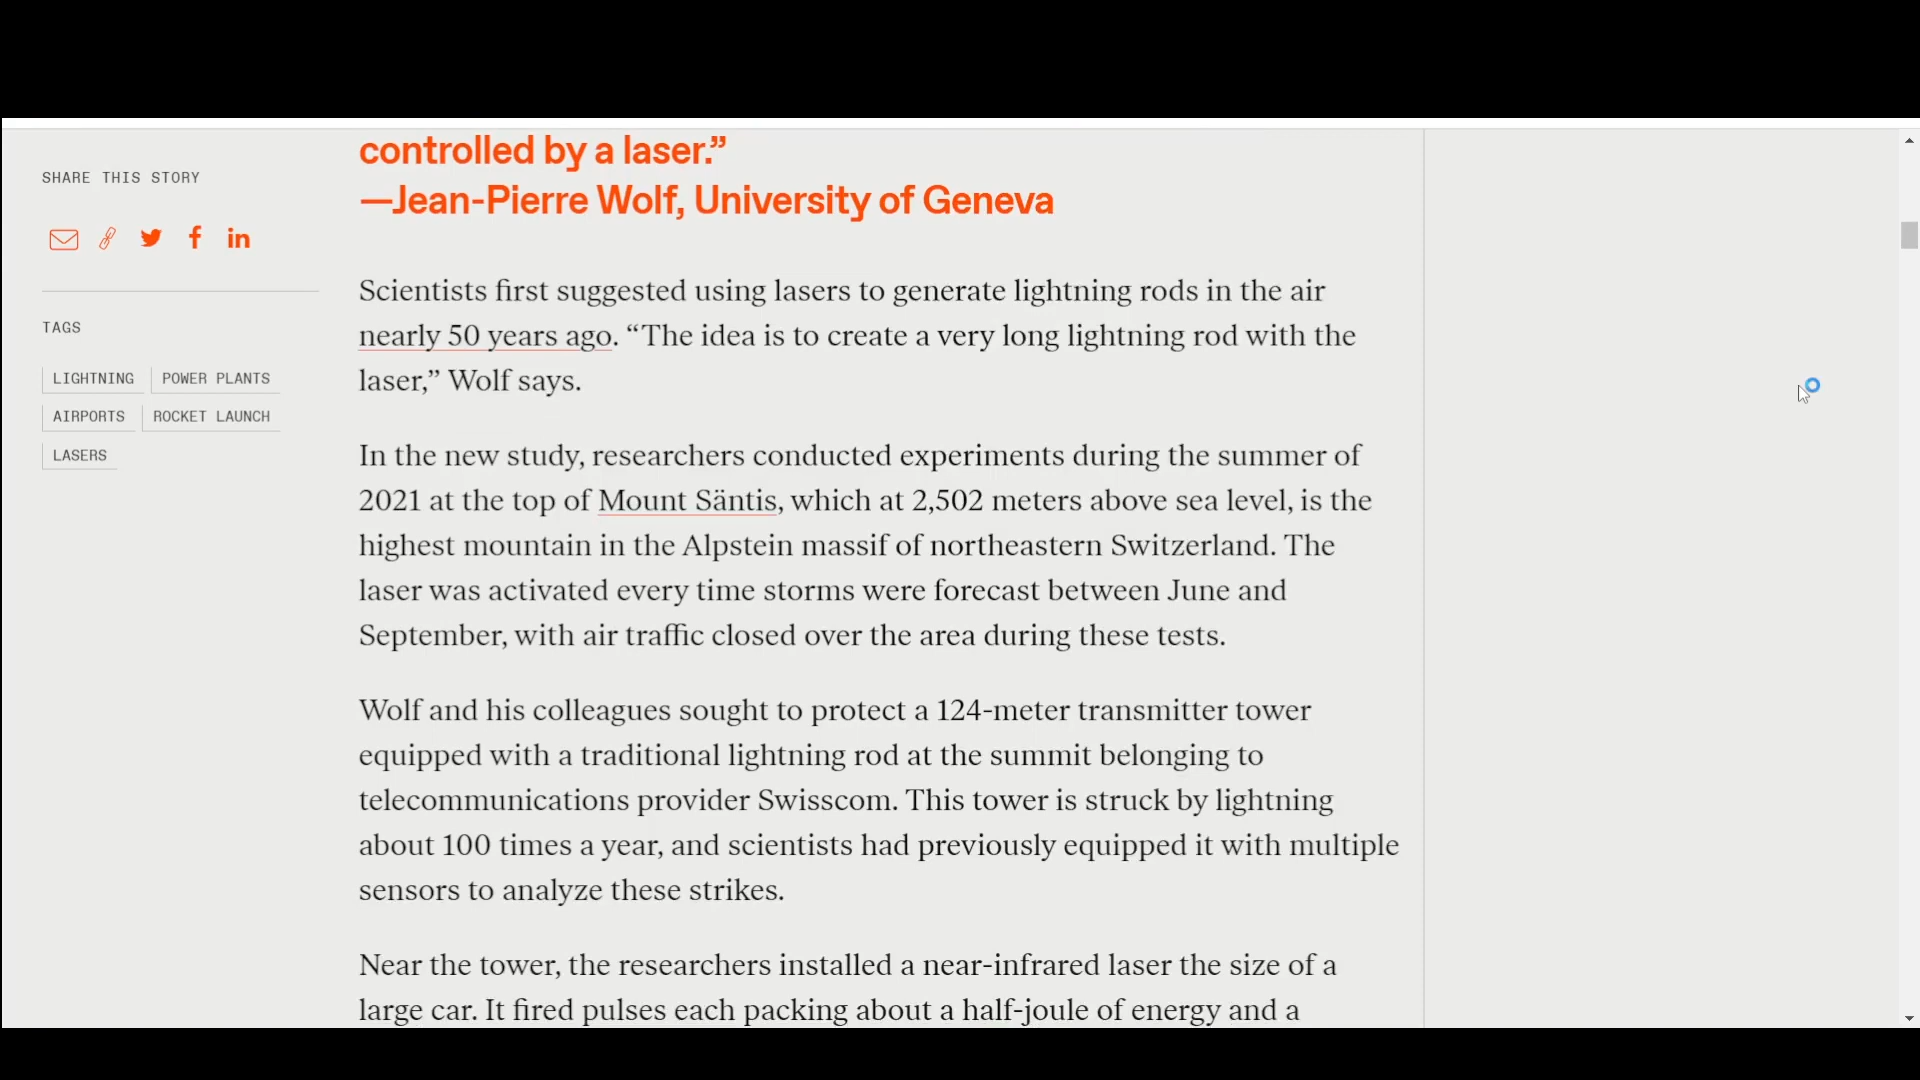 SHARE THIS STORY
TAGS
LIGHTNING
POWER PLANTS
AIRPORTS
ROCKET LAUNCH
LASERS
controlled by a laser.”
—Jean-Pierre Wolf, University of Geneva
Scientists first suggested using lasers to generate lightning rods in the air
nearly 50 years ago. “The idea is to create a very long lightning rod with the
laser,” Wolf says.
In the new study, researchers conducted experiments during the summer of
2021 at the top of Mount Säntis, which at 2,502 meters above sea level, is the
highest mountain in the Alpstein massif of northeastern Switzerland. The
laser was activated every time storms were forecast between June and
September, with air traffic closed over the area during these tests.
Wolf and his colleagues sought to protect a 124-meter transmitter tower
equipped with a traditional lightning rod at the summit belonging to
telecommunications provider Swisscom. This tower is struck by lightning
about 100 times a year, and scientists had previously equipped it with multiple
sensors to analyze these strikes.
Near the tower, the researchers installed a near-infrared laser the size of a
large car. It fired pulses each packing about a half-joule of energy and a